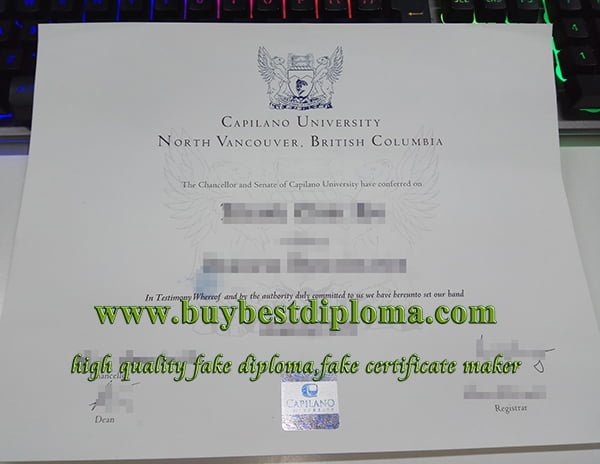 CAPILANO UNIVERSITY
NORTH VANCOUVER, BRITISH COLUMBIA
The Chancellor and Senate of Capilano University have conferred on
In Testimony Whereof and by the authority duly committed to us we have hereunto set our hand
www.buybestdiploma.com
high quality fake diploma,fake certificate maker
Chancellor
CAPILANO
UNIVERSITY
Dean
Registrar